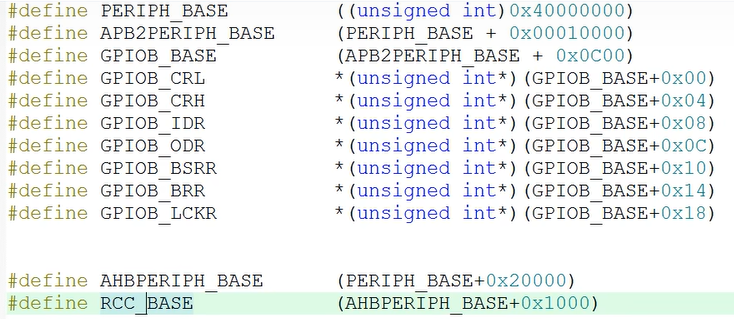 #define PERIPH_BASE ((unsigned int)0x40000000)
#define APB2PERIPH_BASE (PERIPH_BASE + 0x00010000)
#define GPIOB_BASE (APB2PERIPH_BASE + 0x0C00)
#define GPIOB_CRL *(unsigned int*)(GPIOB_BASE+0x00)
#define GPIOB_CRH *(unsigned int*)(GPIOB_BASE+0x04)
#define GPIOB_IDR *(unsigned int*)(GPIOB_BASE+0x08)
#define GPIOB_ODR *(unsigned int*)(GPIOB_BASE+0x0C)
#define GPIOB_BSRR *(unsigned int*)(GPIOB_BASE+0x10)
#define GPIOB_BRR *(unsigned int*)(GPIOB_BASE+0x14)
#define GPIOB_LCKR *(unsigned int*)(GPIOB_BASE+0x18)
#define AHBPERIPH_BASE (PERIPH_BASE+0x20000)
#define RCC_BASE (AHBPERIPH_BASE+0x1000)